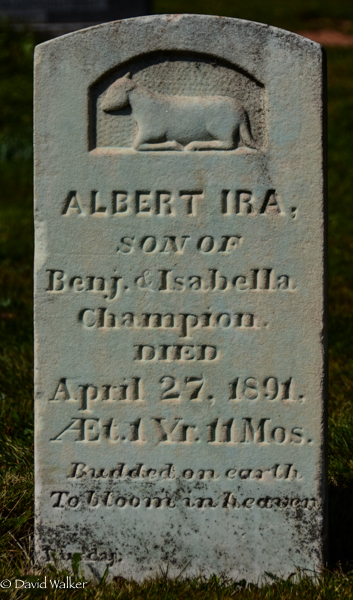 ALBERT IRA,
SON OF
Benj. & Isabella
Champion.
DIED
April 27, 1891.
Æt. 1 Yr. 11 Mos.
Budded on earth
To bloom in heaven
© David Walker